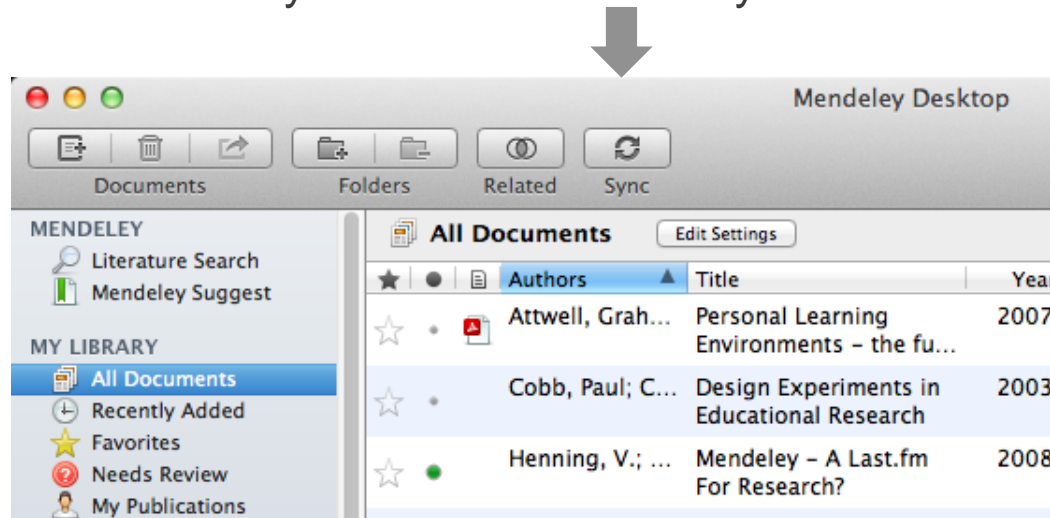 Mendeley Desktop
Documents Folders Related Sync
MENDELEY
Literature Search
Mendeley Suggest
MY LIBRARY
All Documents
Recently Added
Favorites
Needs Review
My Publications
All Documents Edit Settings
Authors Title Year
Attwell, Grah... Personal Learning 2007
Environments – the fu...
Cobb, Paul; C... Design Experiments in 2003
Educational Research
Henning, V.; ... Mendeley – A Last.fm 2008
For Research?